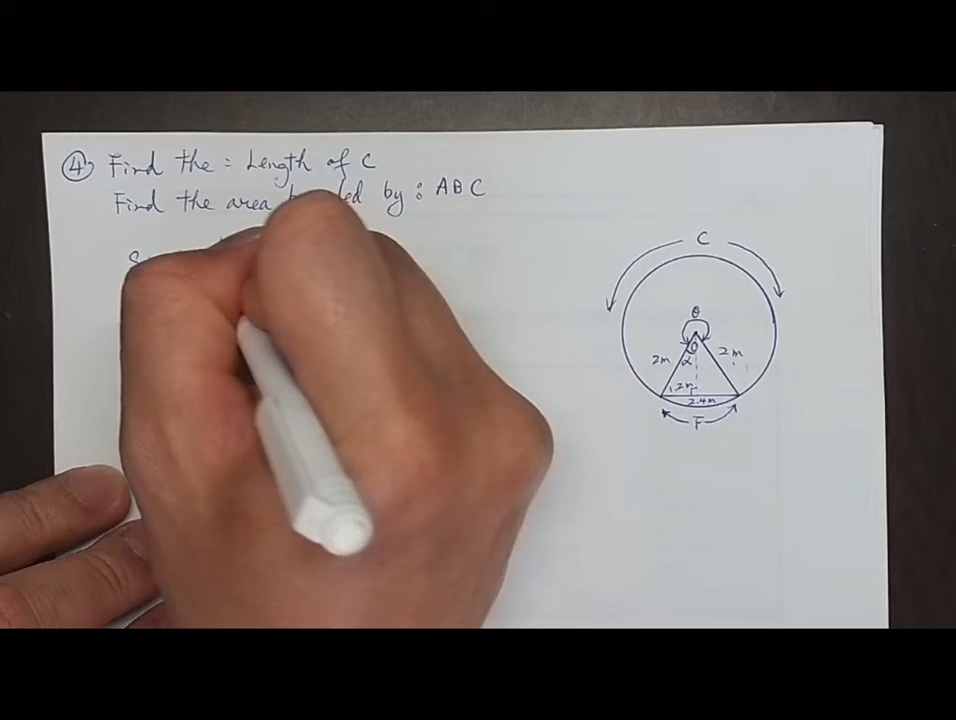 ④ Find the : Length of C
Find the area by : ABC
C
θ
2m 2m
α
1.2m
2.4m
F